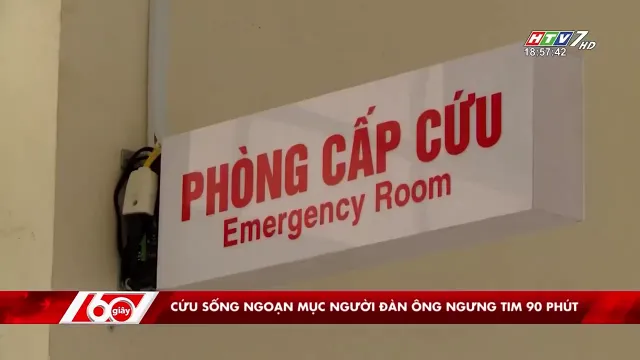 HTV7 HD
18:57:42
PHÒNG CẤP CỨU
Emergency Room
60 giây
CỨU SỐNG NGOẠN MỤC NGƯỜI ĐÀN ÔNG NGƯNG TIM 90 PHÚT